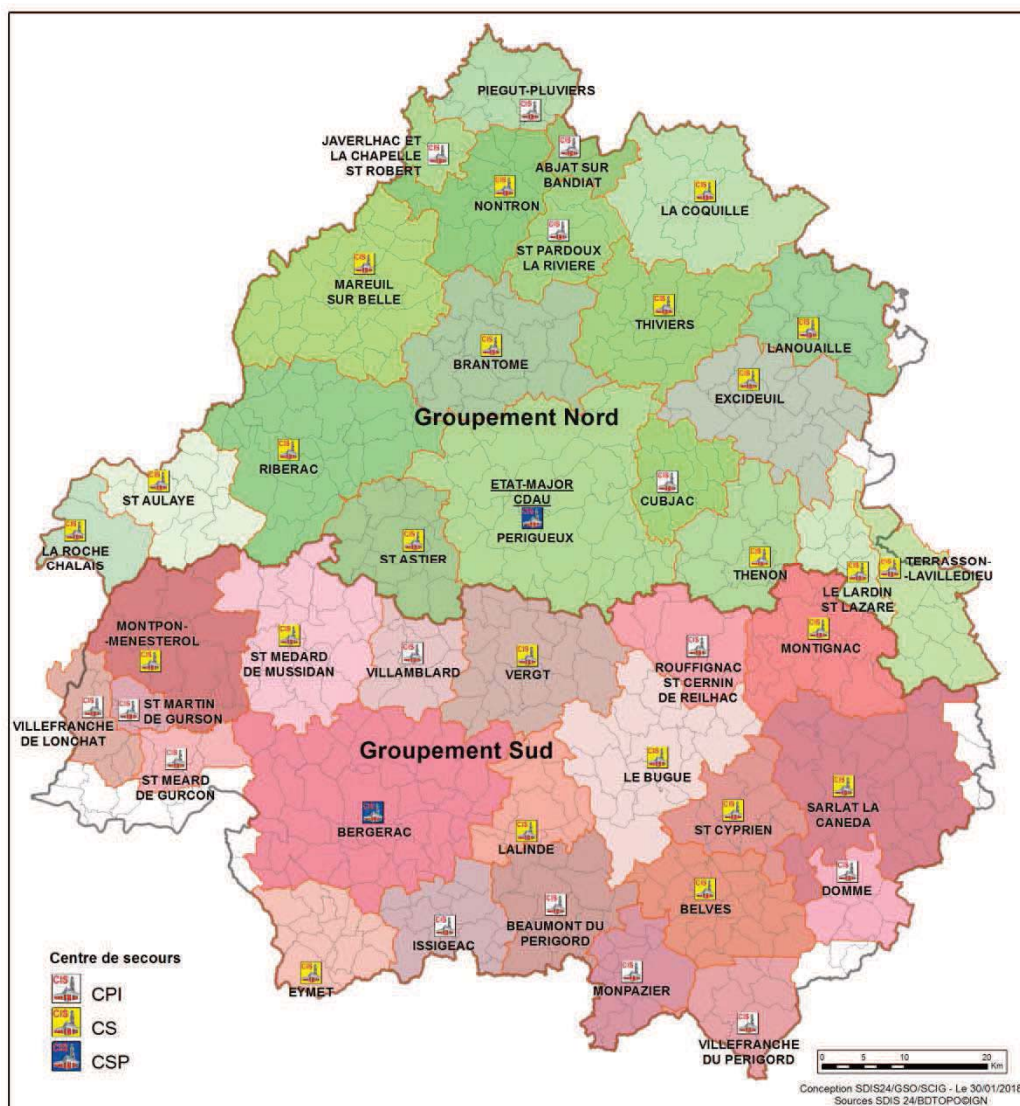 PIEGUT-PLUVIERS
JAVERLHAC ET
LA CHAPELLE
ST ROBERT
ABJAT SUR
BANDIAT
NONTRON
LA COQUILLE
ST PARDOUX
LA RIVIERE
MAREUIL
SUR BELLE
THIVIERS
LANOUAILLE
BRANTOME
EXCIDEUIL
Groupement Nord
RIBERAC
ST AULAYE
ETAT-MAJOR
CDAU
PERIGUEUX
CUBJAC
LA ROCHE
CHALAIS
ST ASTIER
THENON
TERRASSON-
-LAVILLEDIEU
LE LARDIN
ST LAZARE
MONTPON-
-MENESTEROL
ST MEDARD
DE MUSSIDAN
VILLAMBLARD
VERGT
ROUFFIGNAC
ST CERNIN
DE REILHAC
MONTIGNAC
ST MARTIN
DE GURSON
VILLEFRANCHE
DE LONCHAT
ST MEARD
DE GURCON
Groupement Sud
LE BUGUE
BERGERAC
LALINDE
ST CYPRIEN
SARLAT LA
CANEDA
DOMME
BELVES
BEAUMONT DU
PERIGORD
ISSIGEAC
EYMET
MONPAZIER
VILLEFRANCHE
DU PERIGORD
Centre de secours
CIS CPI
CIS CS
CPI CSP
0 5 10 20
Km
Conception SDIS24/GSO/SCIG - Le 30/01/2018
Sources SDIS 24/BDTOPO©IGN